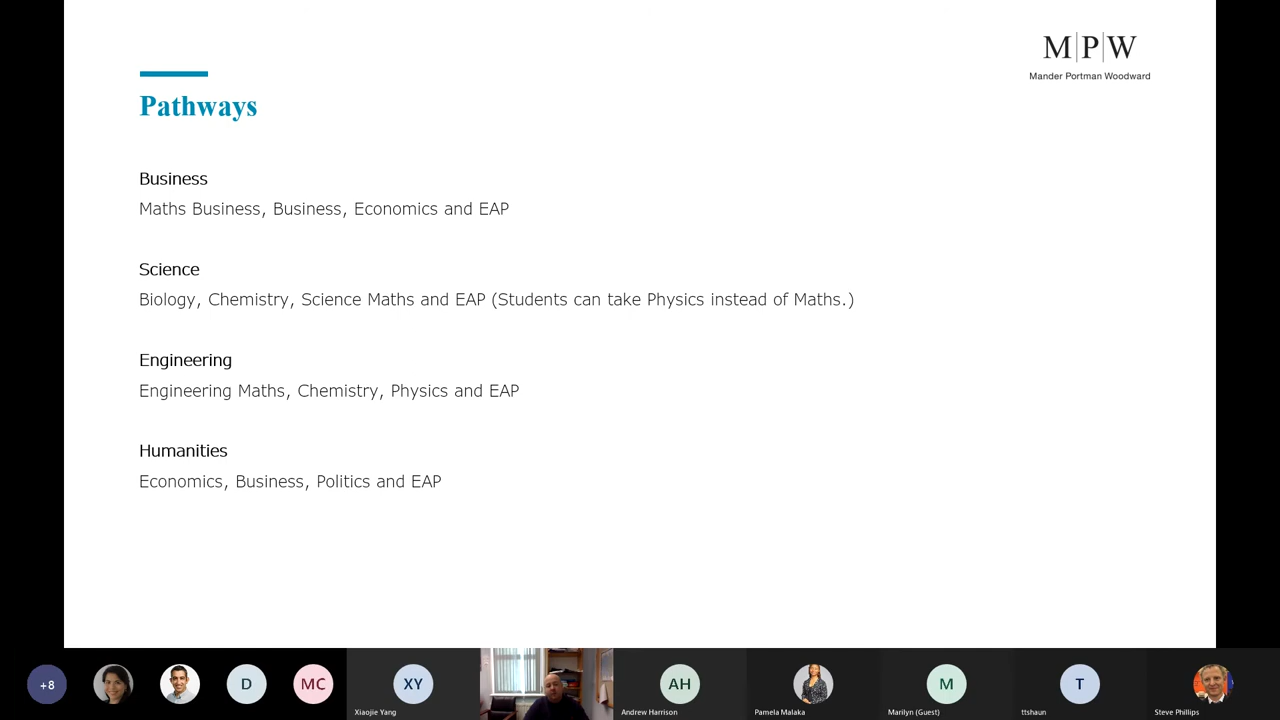 M|P|W
Mander Portman Woodward
Pathways
Business
Maths Business, Business, Economics and EAP
Science
Biology, Chemistry, Science Maths and EAP (Students can take Physics instead of Maths.)
Engineering
Engineering Maths, Chemistry, Physics and EAP
Humanities
Economics, Business, Politics and EAP
+8
D
MC
XY
AH
M
T
Xiaojie Yang
Andrew Harrison
Pamela Malaka
Marilyn (Guest)
ttshaun
Steve Phillips